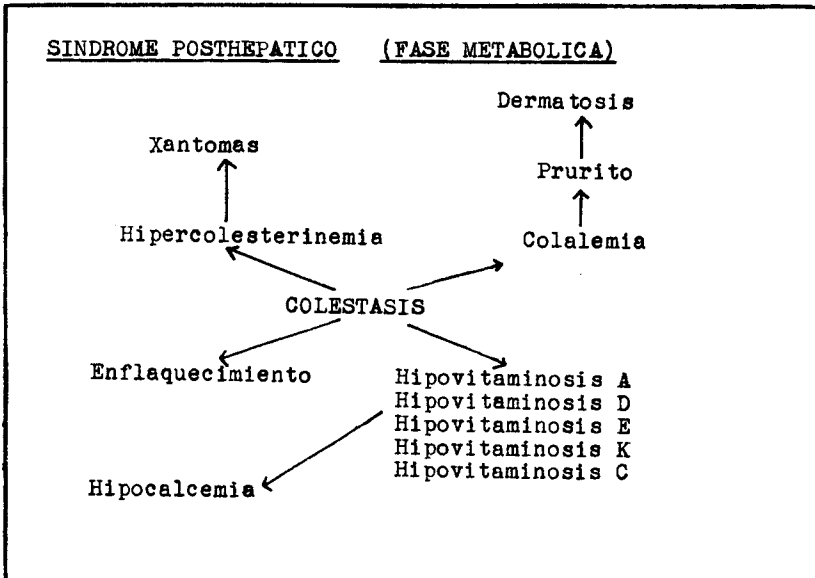 SINDROME POSTHEPATICO (FASE METABOLICA)
Dermatosis
Xantomas
Prurito
Hipercolesterinemia
Colalemia
COLESTASIS
Enflaquecimiento
Hipovitaminosis A
Hipovitaminosis D
Hipovitaminosis E
Hipovitaminosis K
Hipovitaminosis C
Hipocalcemia